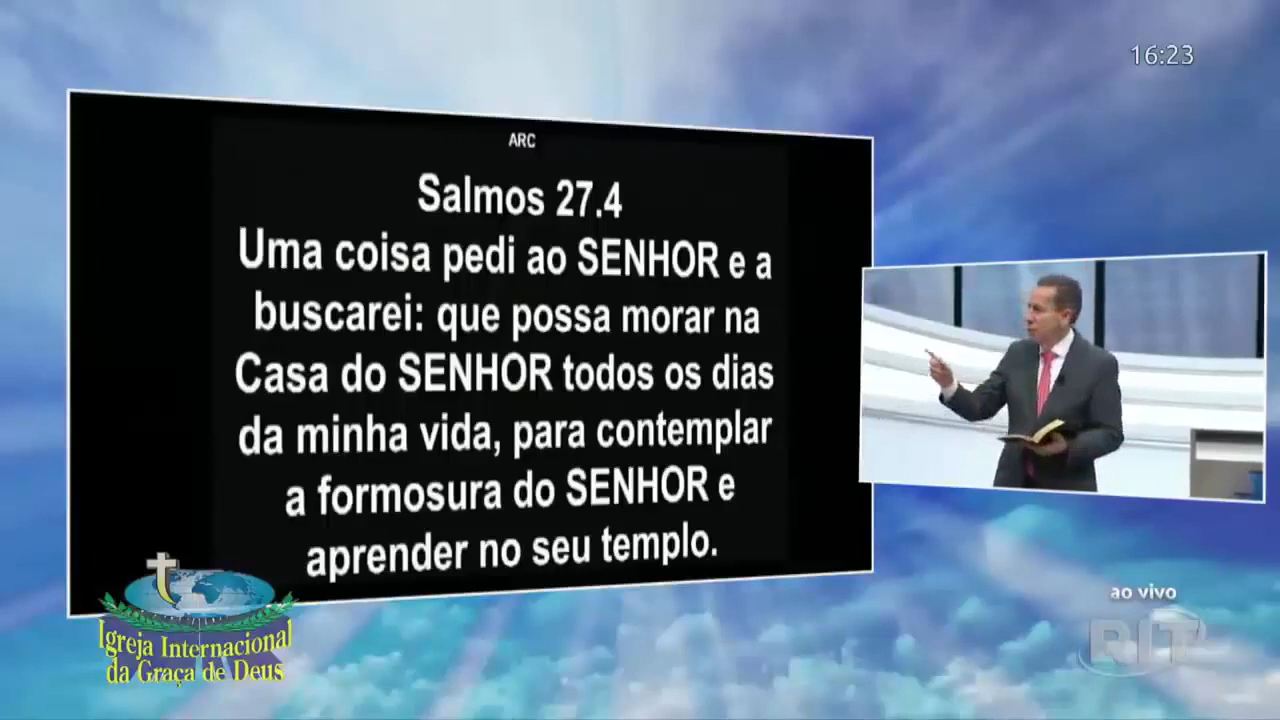 16:23
ARC
Salmos 27.4
Uma coisa pedi ao SENHOR e a
buscarei: que possa morar na
Casa do SENHOR todos os dias
da minha vida, para contemplar
a formosura do SENHOR e
aprender no seu templo.
Igreja Internacional
da Graça de Deus
ao vivo
RIT